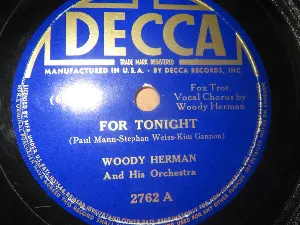 DECCA
TRADE MARK REGISTERED
MANUFACTURED IN U.S.A. BY DECCA RECORDS, INC.
Fox Trot
Vocal Chorus by
Woody Herman
FOR TONIGHT
(Paul Mann-Stephan Weiss-Kim Gannon)
WOODY HERMAN
And His Orchestra
2762 A